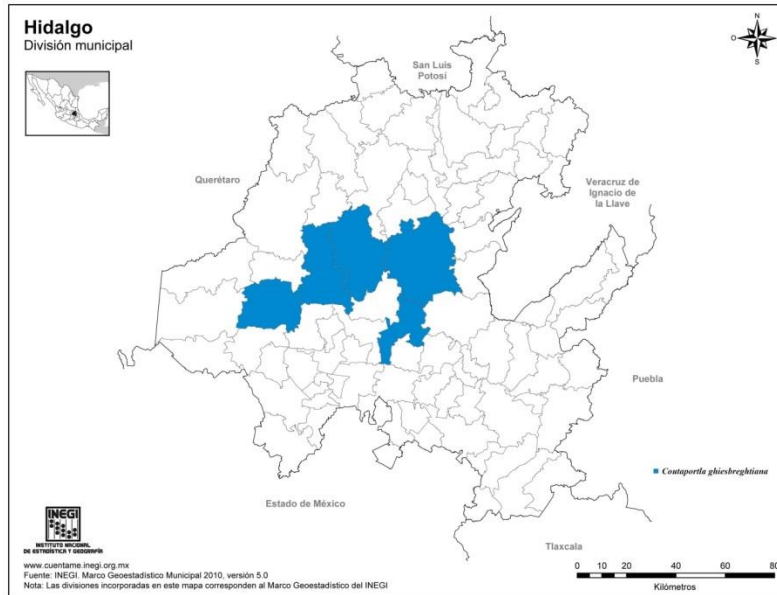 Hidalgo
División municipal
N
O
E
S
San Luis
Potosí
Querétaro
Veracruz de
Ignacio de
la Llave
Puebla
Coutaportla ghiesbreghtiana
Estado de México
Tlaxcala
INEGI
INSTITUTO NACIONAL
DE ESTADÍSTICA Y GEOGRAFÍA
www.cuentame.inegi.org.mx
Fuente: INEGI. Marco Geoestadístico Municipal 2010, versión 5.0
Nota: Las divisiones incorporadas en este mapa corresponden al Marco Geoestadístico del INEGI
0 10 20 40 60 80
Kilómetros